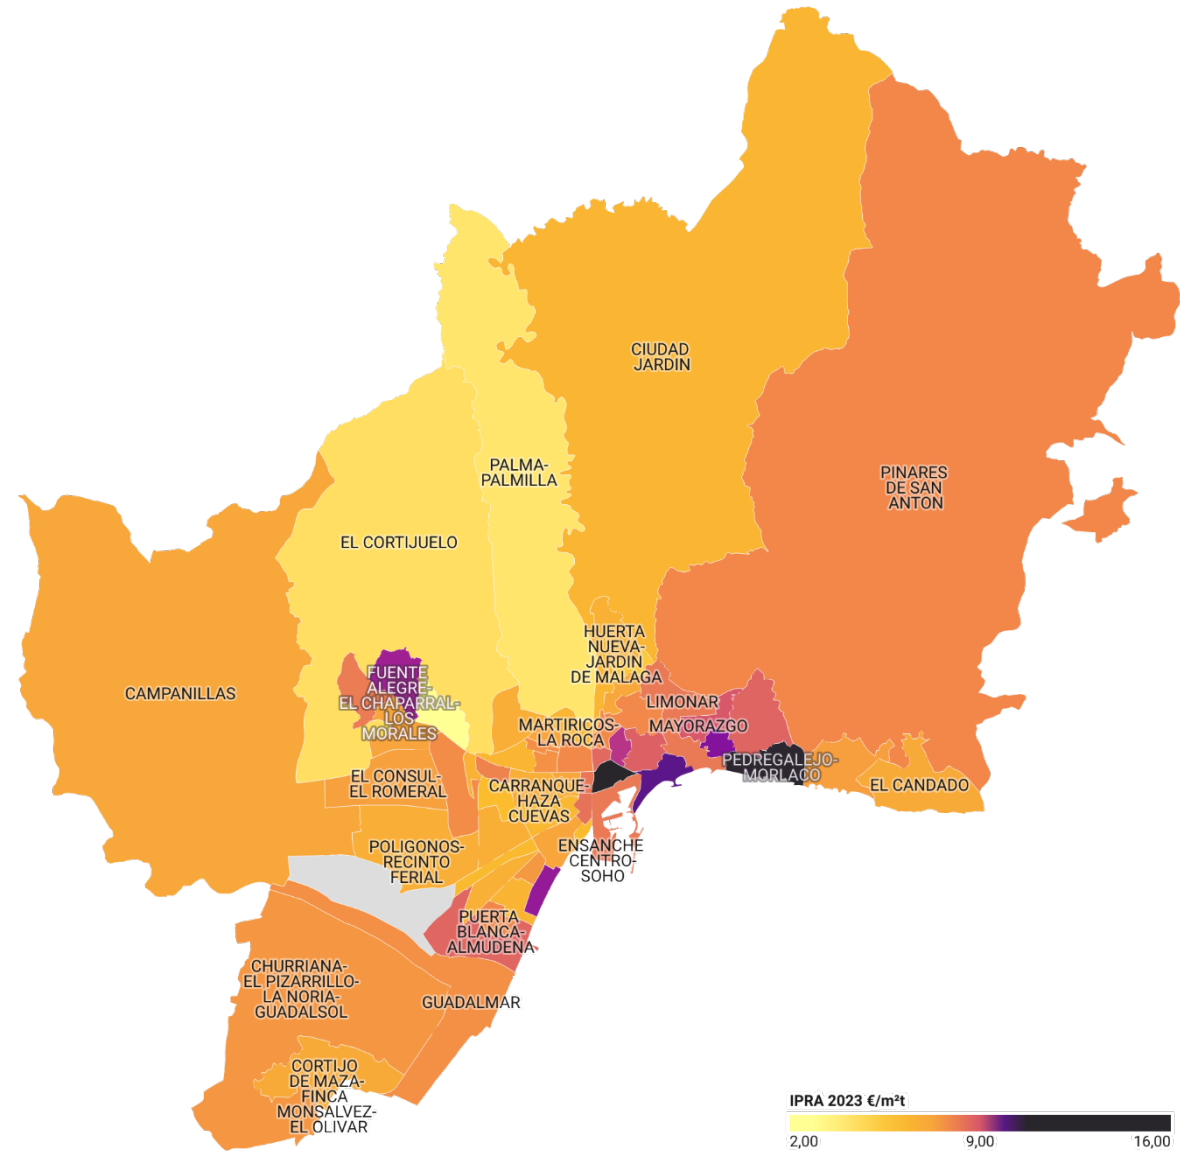 CIUDAD
JARDIN
PALMA-
PALMILLA
PINARES
DE SAN
ANTON
EL CORTIJUELO
HUERTA
NUEVA-
JARDIN
DE MALAGA
CAMPANILLAS
FUENTE
ALEGRE-
EL CHAPARRAL-
LOS
MORALES
LIMONAR
MARTIRICOS-
LA ROCA
MAYORAZGO
PEDREGALEJO-
MORLACO
EL CANDADO
EL CONSUL-
EL ROMERAL
CARRANQUE-
HAZA
CUEVAS
POLIGONOS-
RECINTO
FERIAL
ENSANCHE
CENTRO-
SOHO
PUERTA
BLANCA-
ALMUDENA
CHURRIANA-
EL PIZARRILLO-
LA NORIA-
GUADALSOL
GUADALMAR
CORTIJO
DE MAZA-
FINCA
MONSALVEZ-
EL OLIVAR
IPRA 2023 €/m²t
2,00 9,00 16,00